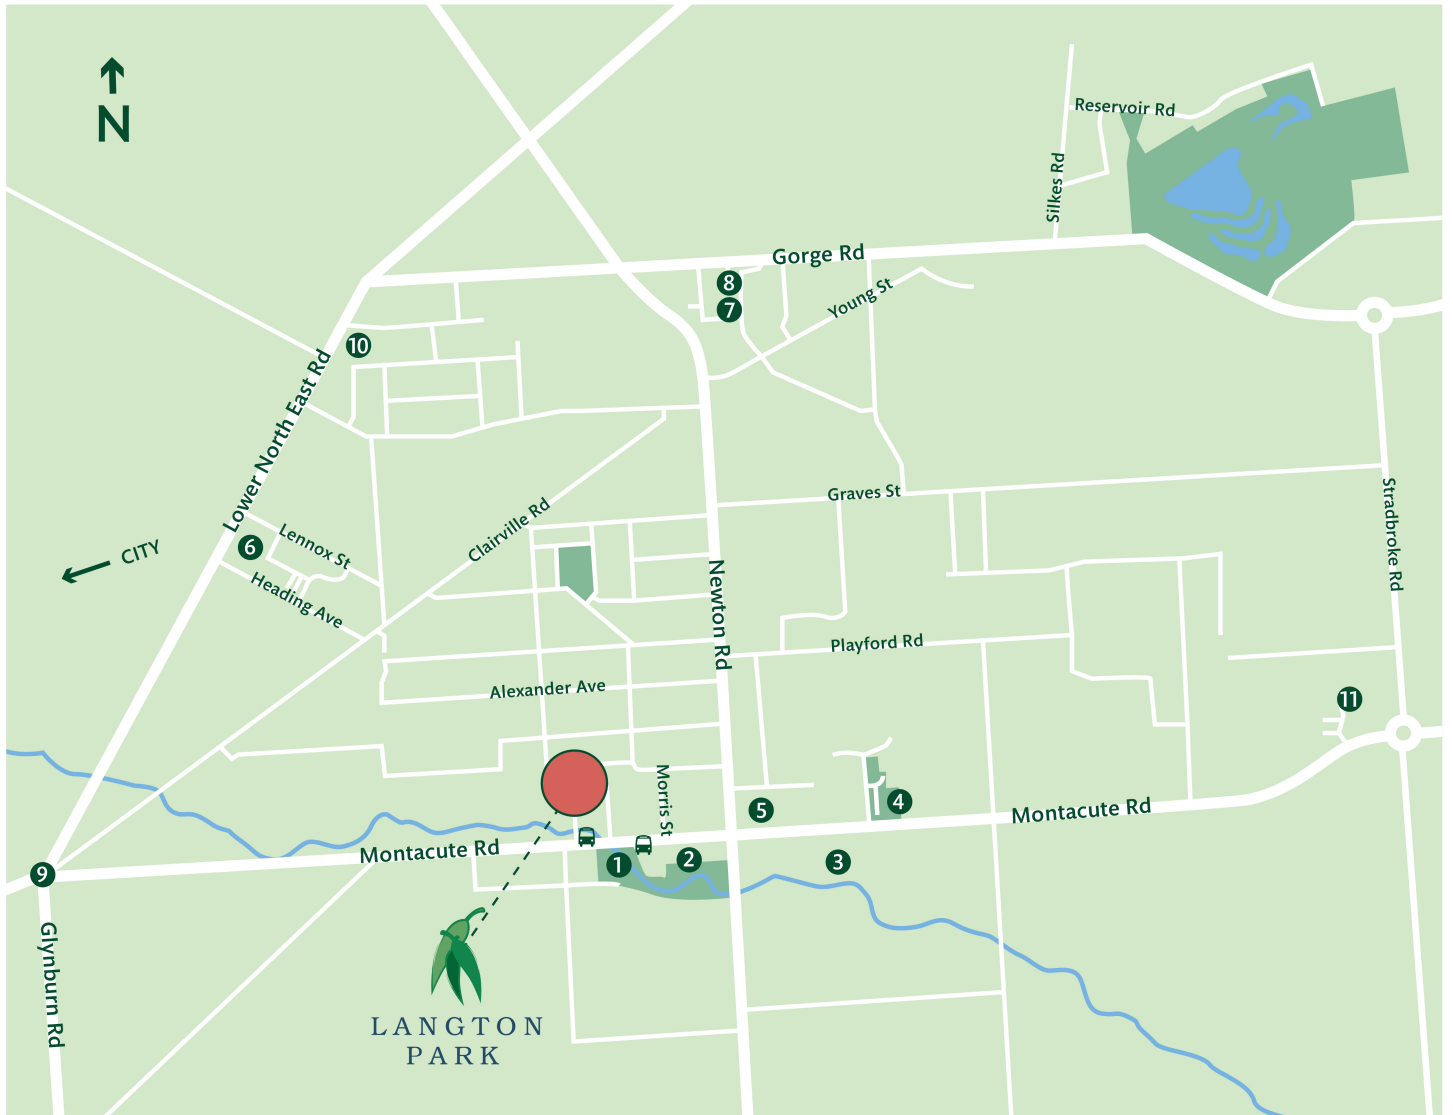 N
Reservoir Rd
Silkes Rd
Gorge Rd
8
7
Young St
10
Lower North East Rd
Graves St
Stradbroke Rd
Clairville Rd
Lennox St
6
CITY
Heading Ave
Newton Rd
Playford Rd
Alexander Ave
11
Morris St
5
4
Montacute Rd
Montacute Rd
1
2
3
9
Glynburn Rd
LANGTON
PARK